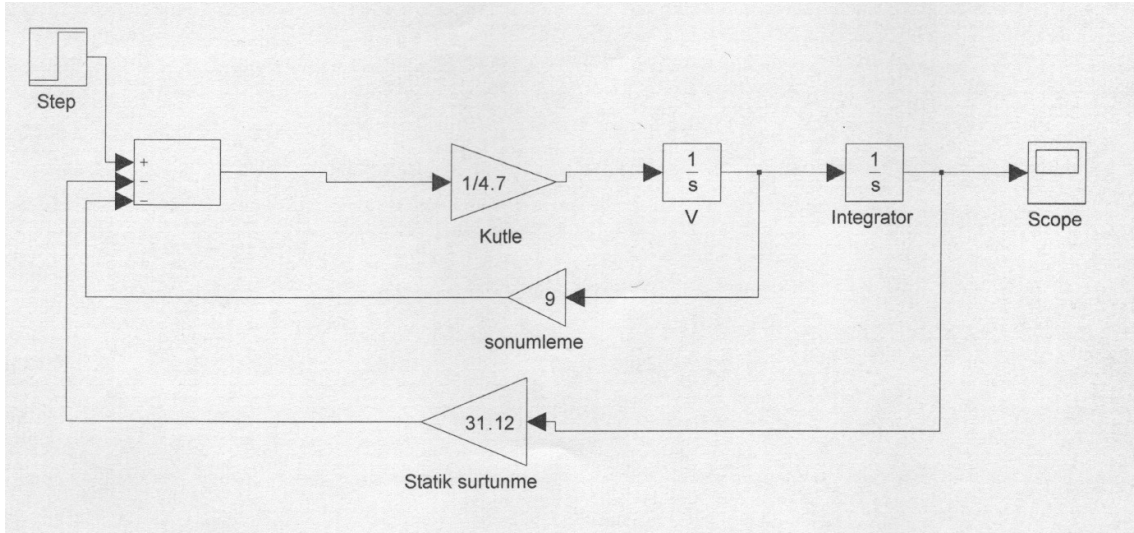 Step
+
−
−
1/4.7
Kutle
1
s
V
1
s
Integrator
Scope
9
sonumleme
31.12
Statik surtunme